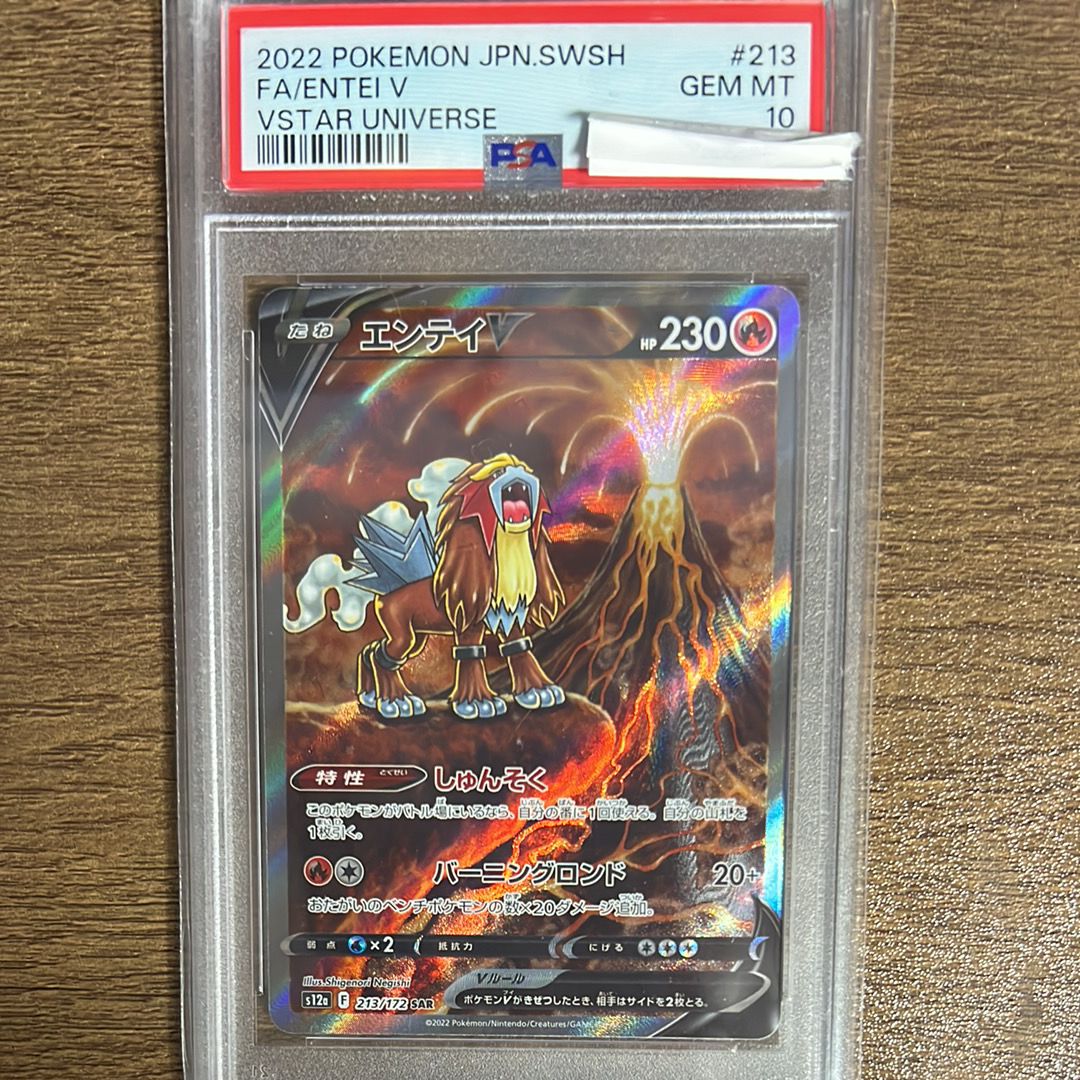 2022 POKEMON JPN.SWSH #213
FA/ENTEI V GEM MT
VSTAR UNIVERSE 10
PSA
たね エンテイV HP 230
特性 とくせい しゅんそく
このポケモンがバトル場にいるなら、自分の番に1回使える。自分の山札を
1枚引く。
バーニングロンド 20+
おたがいのベンチポケモンの数×20ダメージ追加。
弱点 ×2 抵抗力 にげる
Illus. Shigenori Negishi
Vルール
ポケモンVがきぜつしたとき、相手はサイドを2枚とる。
s12a F 213/172 SAR
©2022 Pokémon/Nintendo/Creatures/GAME